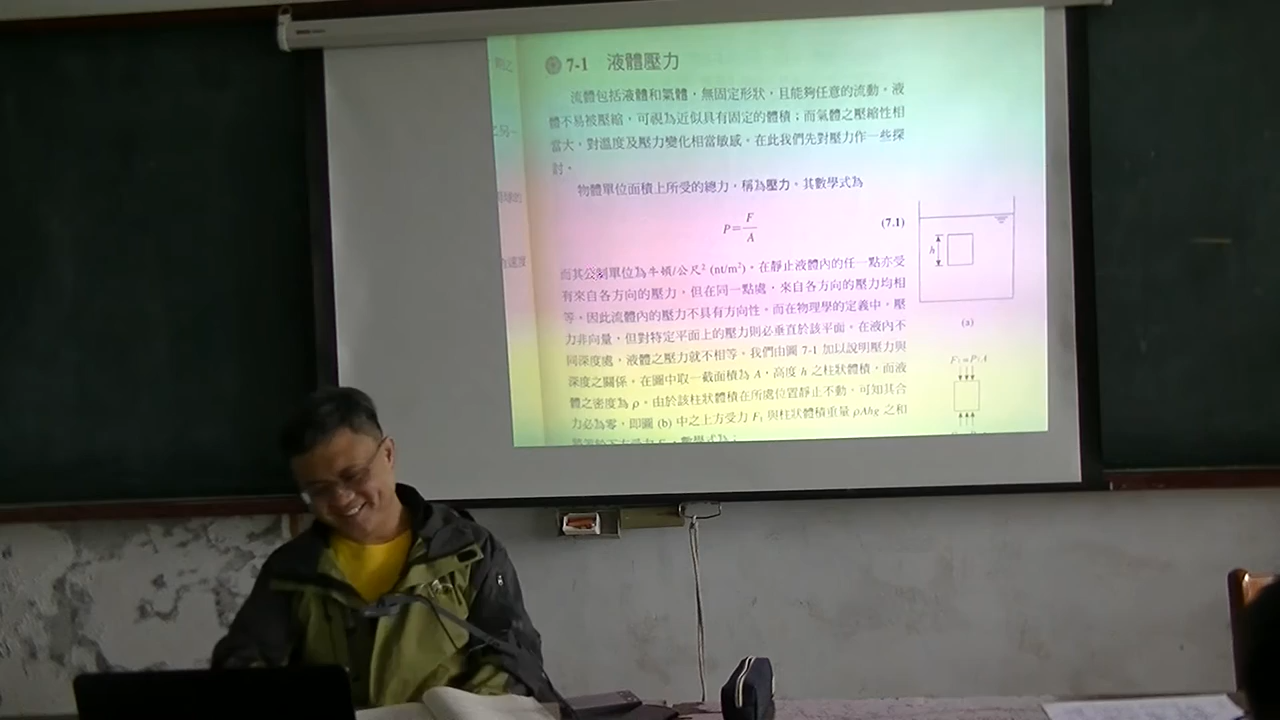 7-1 液體壓力
流體包括液體和氣體,無固定形狀,且能夠任意的流動。液
體不易被壓縮,可視為近似具有固定的體積;而氣體之壓縮性相
當大,對溫度及壓力變化相當敏感。在此我們先對壓力作一些探
討。
物體單位面積上所受的總力,稱為壓力。其數學式為
P=F/A (7.1)
而其公制單位為牛頓/公尺² (nt/m²)。在靜止液體內的任一點亦受
有來自各方向的壓力,但在同一點處,來自各方向的壓力均相
等,因此流體內的壓力不具有方向性。而在物理學的定義中,壓
力非向量,但對特定平面上的壓力則必垂直於該平面。在液內不
同深度處,液體之壓力就不相等。我們由圖 7-1 加以說明壓力與
深度之關係。在圖中取一截面積為 A,高度 h 之柱狀體積,而液
體之密度為 ρ。由於該柱狀體積在所處位置靜止不動,可知其合
力必為零,即圖 (b) 中之上方受力 F₁ 與柱狀體積重量 ρAhg 之和
h
(a)
F₁=P₁A